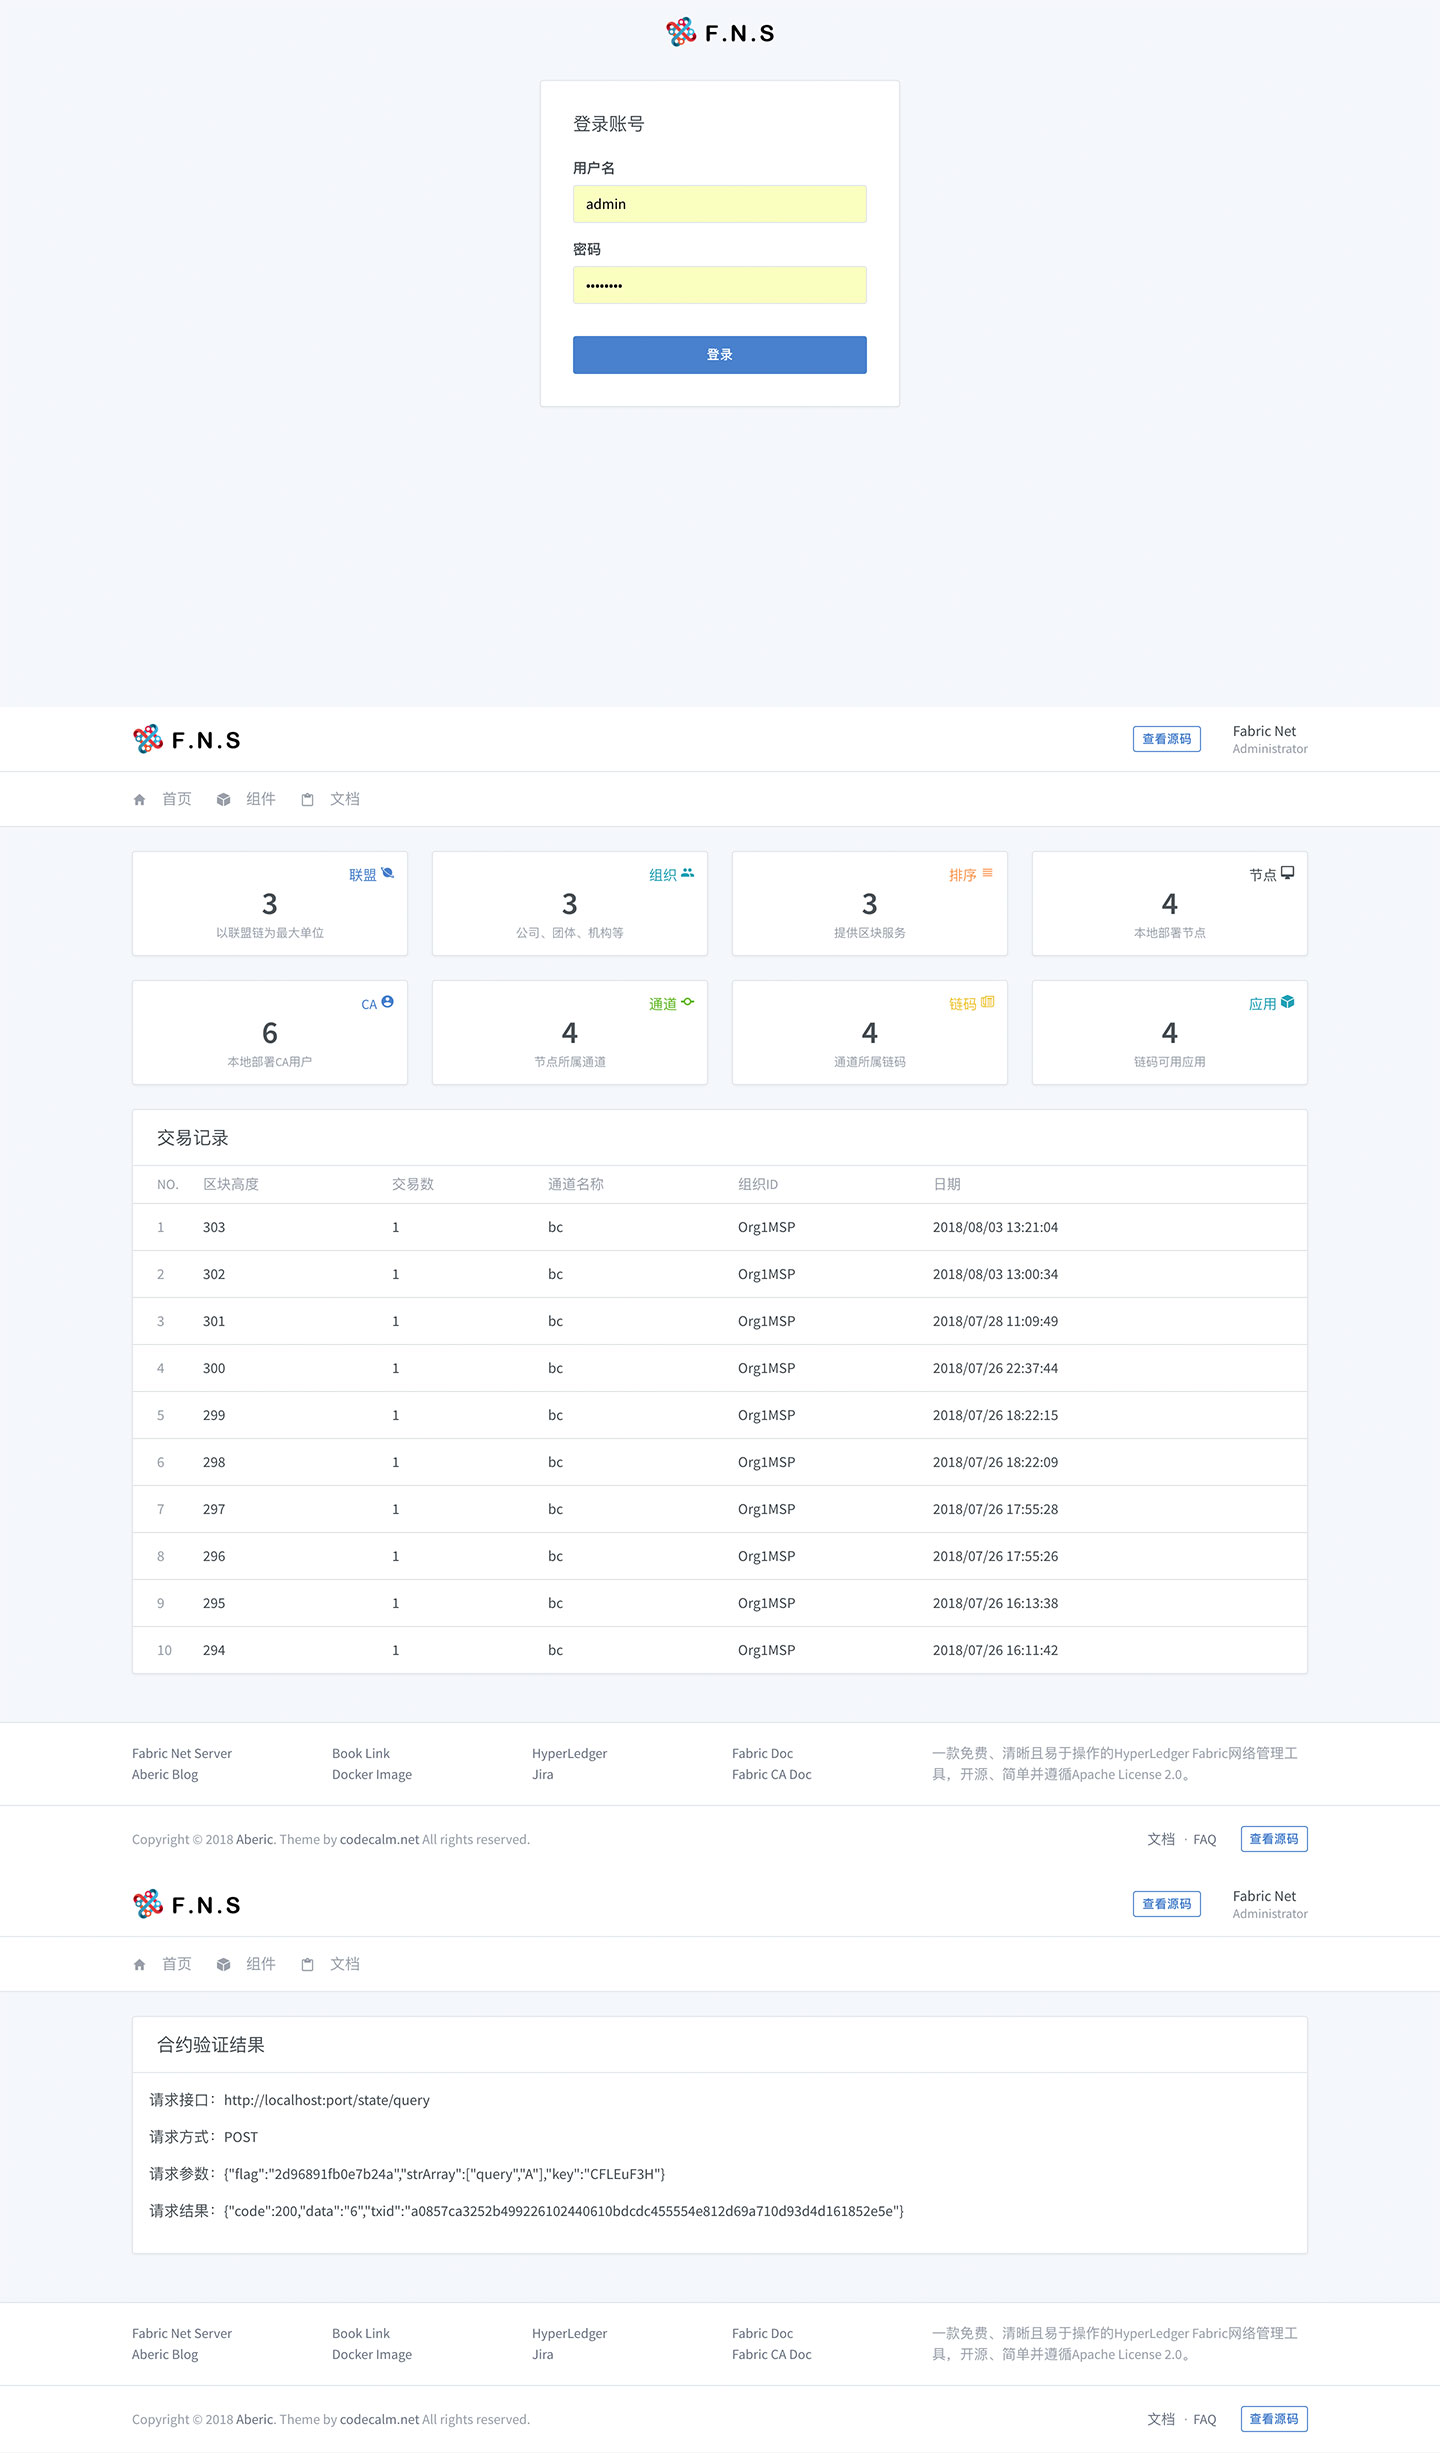 F.N.S
登录账号
用户名
admin
密码
••••••••
登录
F.N.S
查看源码
Fabric Net
Administrator
首页 组件 文档
联盟
3
以联盟链为最大单位
组织
3
公司、团体、机构等
排序
3
提供区块服务
节点
4
本地部署节点
CA
6
本地部署CA用户
通道
4
节点所属通道
链码
4
通道所属链码
应用
4
链码可用应用
交易记录
NO. 区块高度 交易数 通道名称 组织ID 日期
1 303 1 bc Org1MSP 2018/08/03 13:21:04
2 302 1 bc Org1MSP 2018/08/03 13:00:34
3 301 1 bc Org1MSP 2018/07/28 11:09:49
4 300 1 bc Org1MSP 2018/07/26 22:37:44
5 299 1 bc Org1MSP 2018/07/26 18:22:15
6 298 1 bc Org1MSP 2018/07/26 18:22:09
7 297 1 bc Org1MSP 2018/07/26 17:55:28
8 296 1 bc Org1MSP 2018/07/26 17:55:26
9 295 1 bc Org1MSP 2018/07/26 16:13:38
10 294 1 bc Org1MSP 2018/07/26 16:11:42
Fabric Net Server Book Link HyperLedger Fabric Doc 一款免费、清晰且易于操作的HyperLedger Fabric网络管理工
Aberic Blog Docker Image Jira Fabric CA Doc 具，开源、简单并遵循Apache License 2.0。
Copyright © 2018 Aberic. Theme by codecalm.net All rights reserved. 文档 · FAQ 查看源码
F.N.S
查看源码
Fabric Net
Administrator
首页 组件 文档
合约验证结果
请求接口：http://localhost:port/state/query
请求方式：POST
请求参数：{"flag":"2d96891fb0e7b24a","strArray":["query","A"],"key":"CFLEuF3H"}
请求结果：{"code":200,"data":"6","txid":"a0857ca3252b499226102440610bdcdc455554e812d69a710d93d4d161852e5e"}
Fabric Net Server Book Link HyperLedger Fabric Doc 一款免费、清晰且易于操作的HyperLedger Fabric网络管理工
Aberic Blog Docker Image Jira Fabric CA Doc 具，开源、简单并遵循Apache License 2.0。
Copyright © 2018 Aberic. Theme by codecalm.net All rights reserved. 文档 · FAQ 查看源码